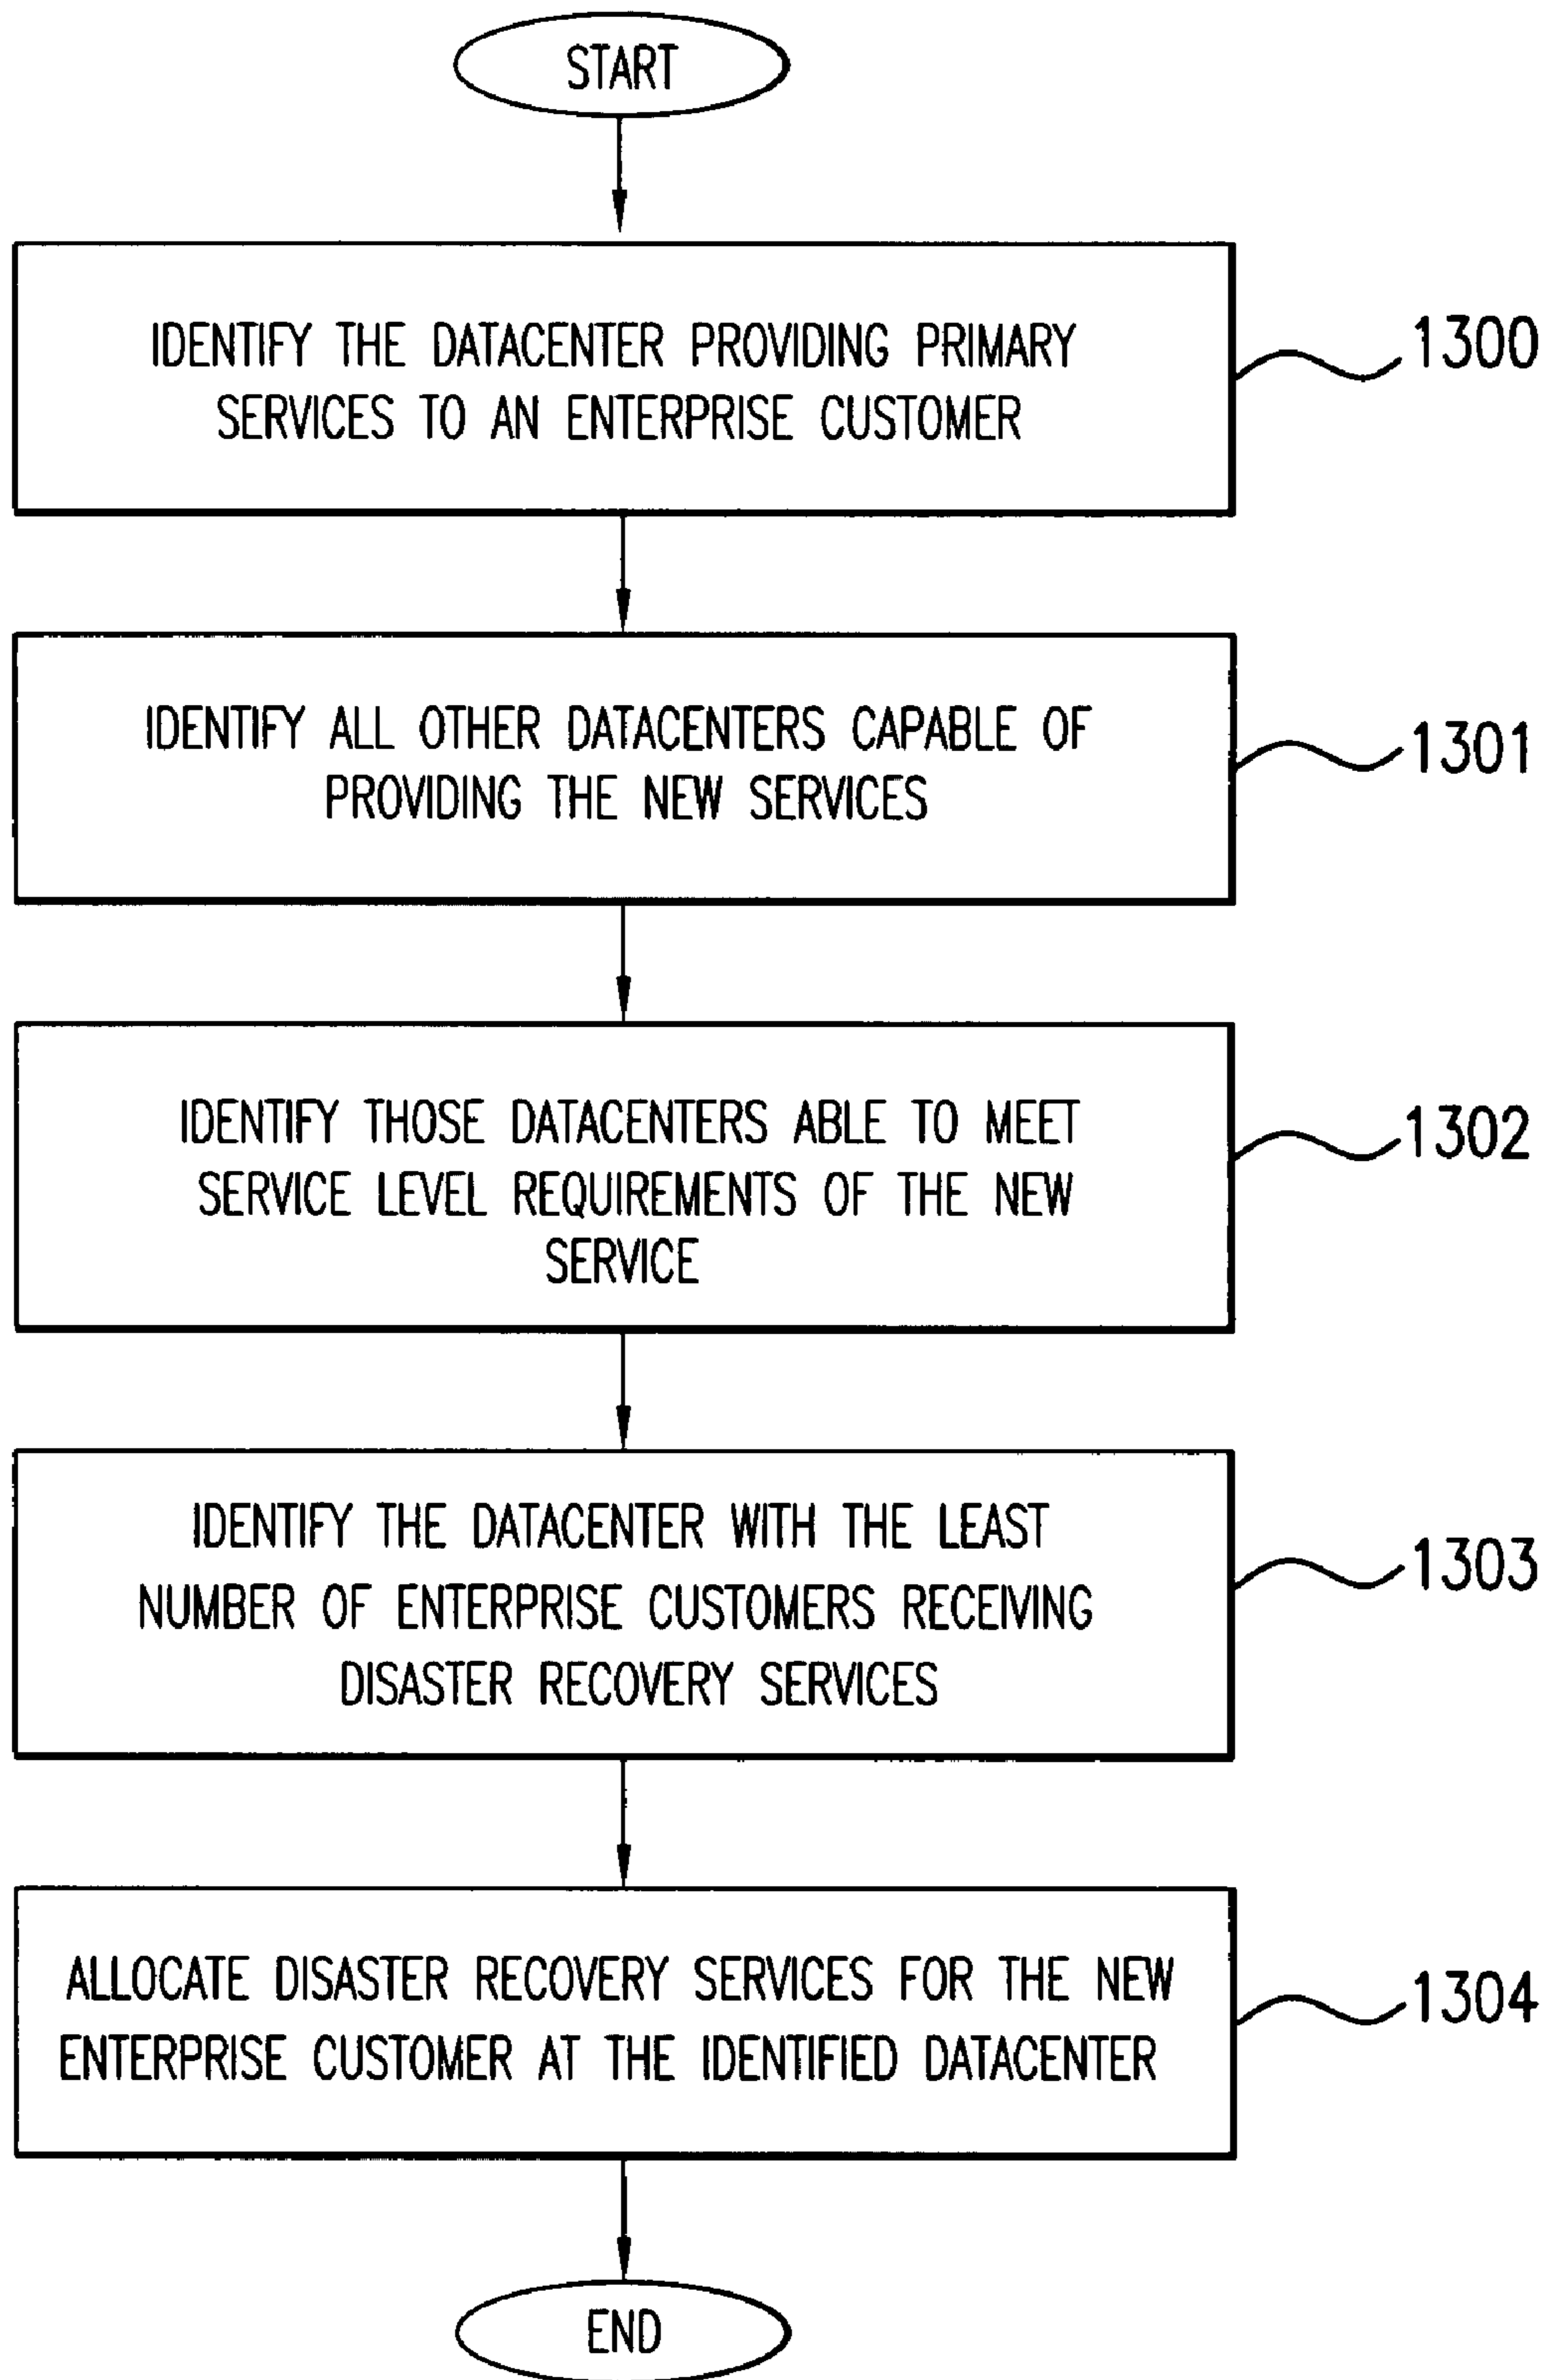 START
IDENTIFY THE DATACENTER PROVIDING PRIMARY
SERVICES TO AN ENTERPRISE CUSTOMER
1300
IDENTIFY ALL OTHER DATACENTERS CAPABLE OF
PROVIDING THE NEW SERVICES
1301
IDENTIFY THOSE DATACENTERS ABLE TO MEET
SERVICE LEVEL REQUIREMENTS OF THE NEW
SERVICE
1302
IDENTIFY THE DATACENTER WITH THE LEAST
NUMBER OF ENTERPRISE CUSTOMERS RECEIVING
DISASTER RECOVERY SERVICES
1303
ALLOCATE DISASTER RECOVERY SERVICES FOR THE NEW
ENTERPRISE CUSTOMER AT THE IDENTIFIED DATACENTER
1304
END